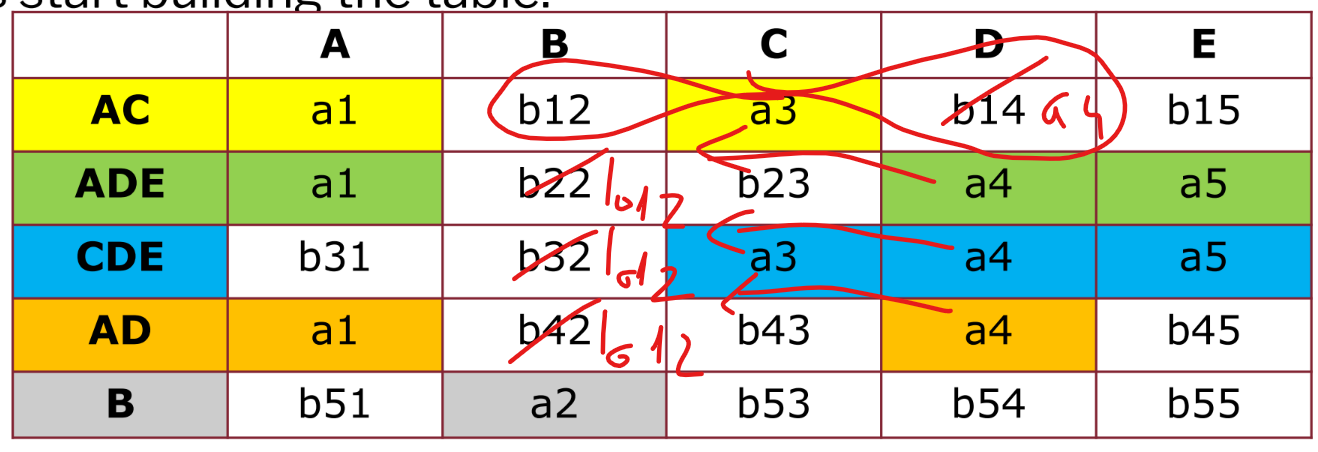 s start building the table.
A B C D E
AC a1 b12 a3 b14 a4 b15
ADE a1 b22 b12 b23 a4 a5
CDE b31 b32 b12 a3 a4 a5
AD a1 b42 b12 b43 a4 b45
B b51 a2 b53 b54 b55